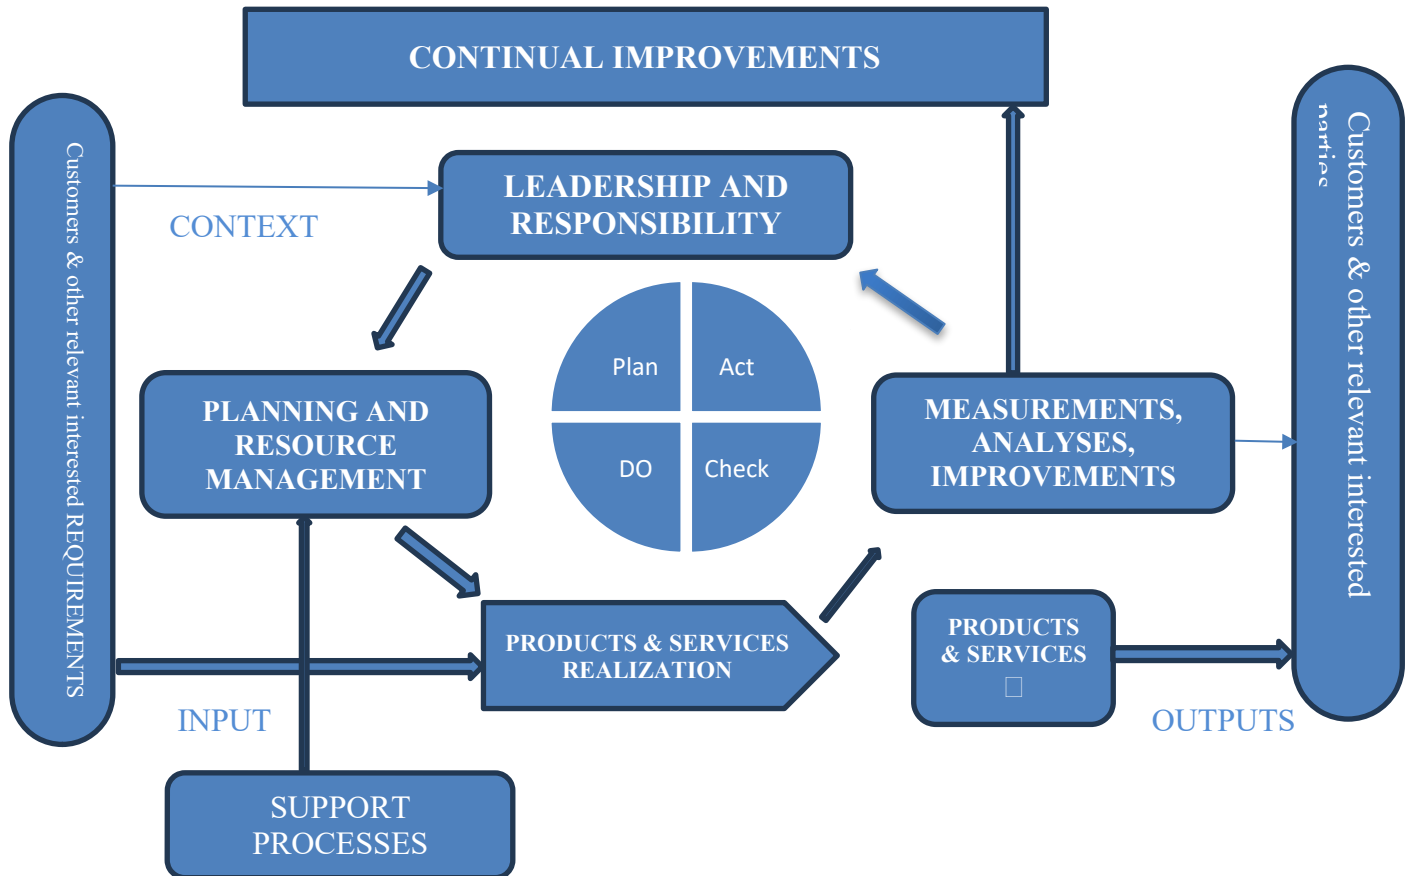 CONTINUAL IMPROVEMENTS
Customers & other relevant interested REQUIREMENTS
CONTEXT
LEADERSHIP AND
RESPONSIBILITY
Customers & other relevant interested
parties
Plan
Act
DO
Check
PLANNING AND
RESOURCE
MANAGEMENT
MEASUREMENTS,
ANALYSES,
IMPROVEMENTS
PRODUCTS & SERVICES
REALIZATION
PRODUCTS
& SERVICES
INPUT
OUTPUTS
SUPPORT
PROCESSES